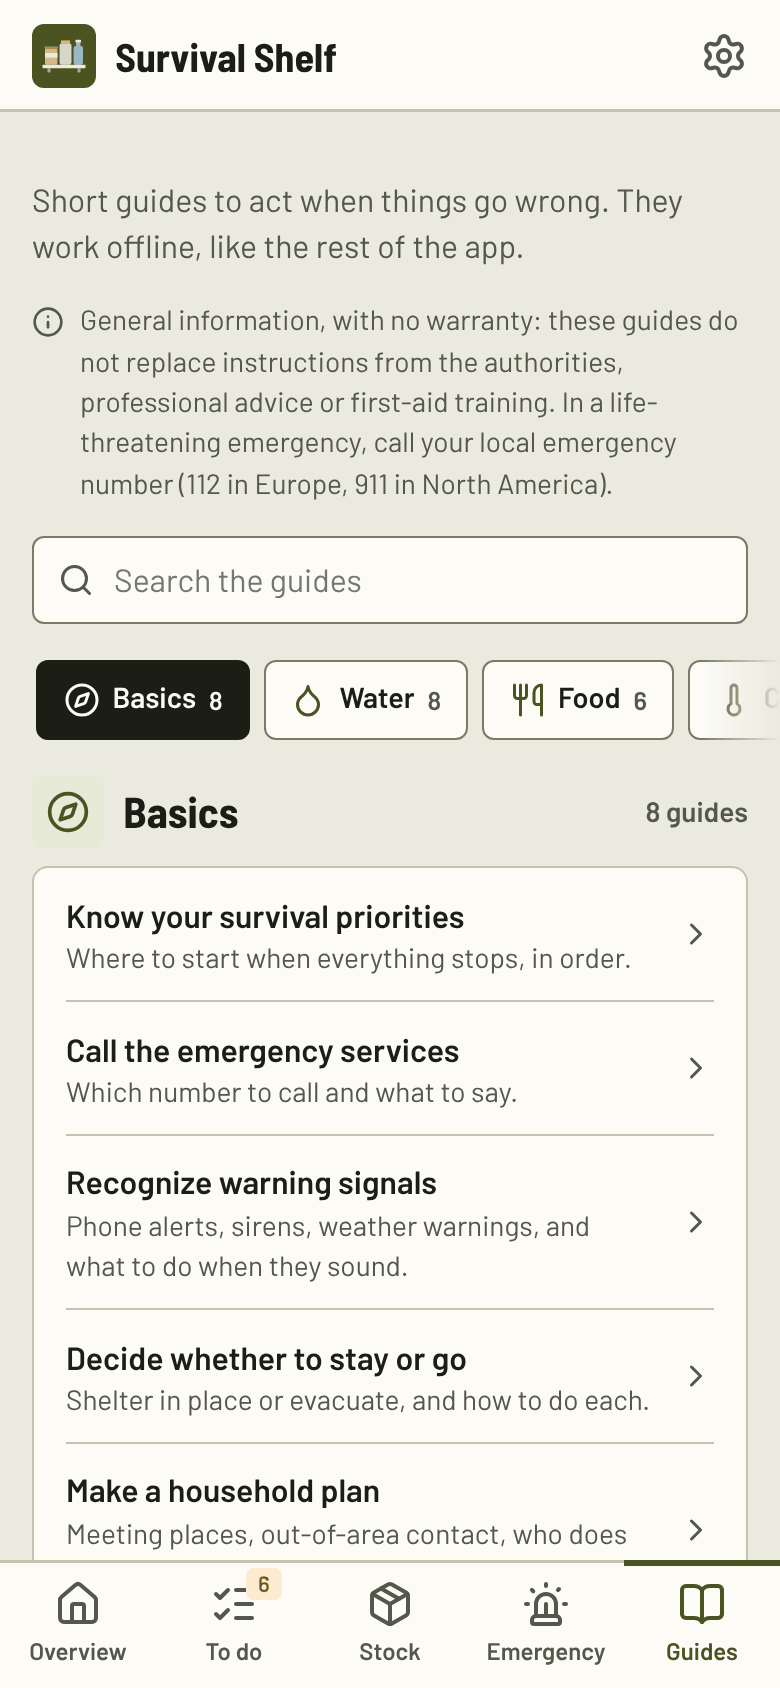 Survival Shelf
Short guides to act when things go wrong. They
work offline, like the rest of the app.
General information, with no warranty: these guides do
not replace instructions from the authorities,
professional advice or first-aid training. In a life-
threatening emergency, call your local emergency
number (112 in Europe, 911 in North America).
Search the guides
Basics 8
Water 8
Food 6
Basics
8 guides
Know your survival priorities
Where to start when everything stops, in order.
Call the emergency services
Which number to call and what to say.
Recognize warning signals
Phone alerts, sirens, weather warnings, and
what to do when they sound.
Decide whether to stay or go
Shelter in place or evacuate, and how to do each.
Make a household plan
Meeting places, out-of-area contact, who does
6
Overview
To do
Stock
Emergency
Guides